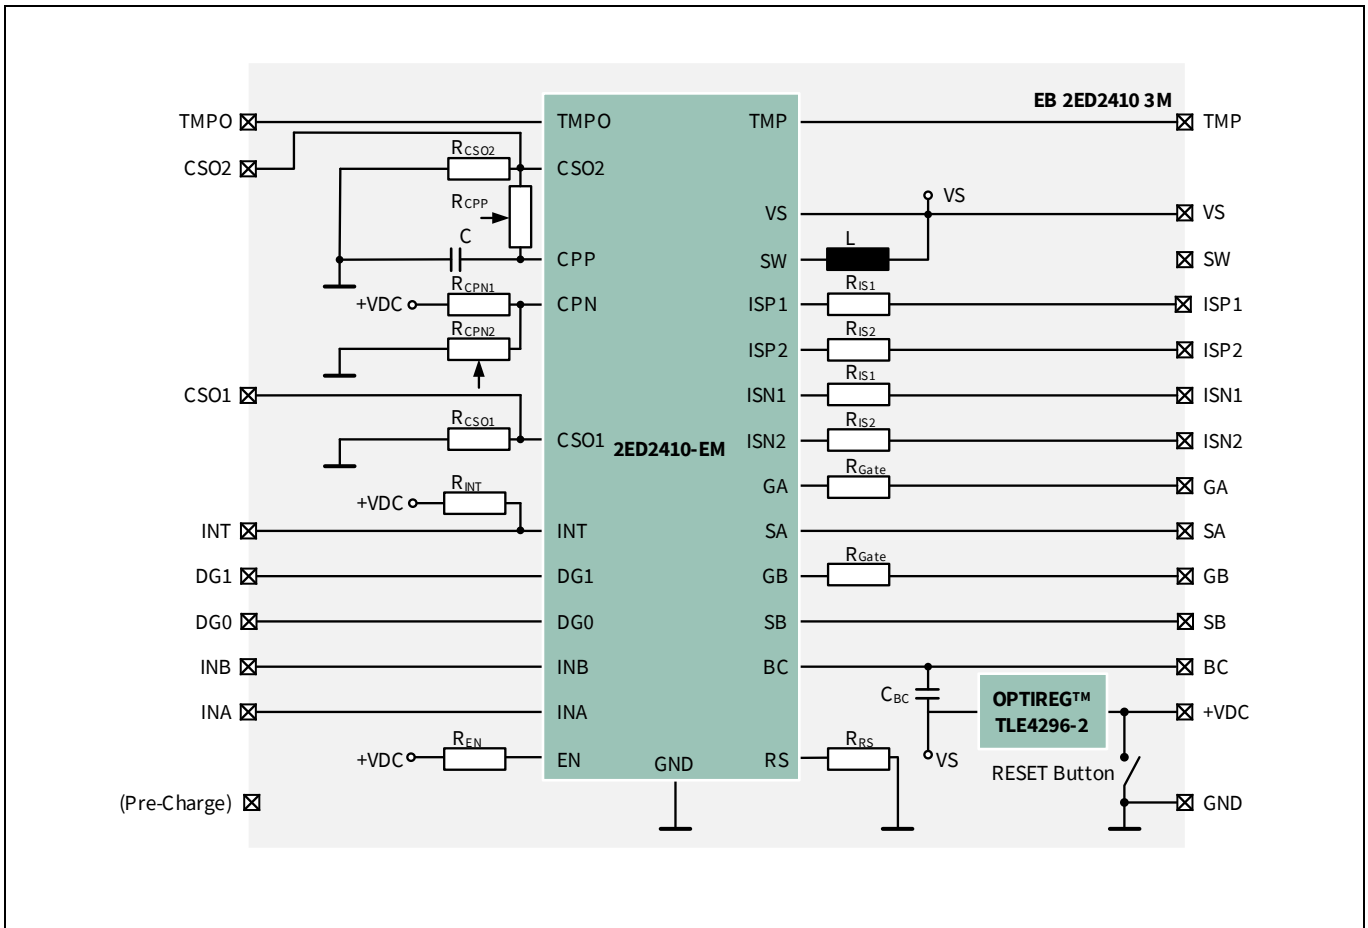 EB 2ED2410 3M
TMPO
TMPO
TMP
TMP
RCSO2
CSO2
CSO2
VS
RCPP
VS
VS
C
L
CPP
SW
SW
RCPN1
RIS1
+VDC
CPN
ISP1
ISP1
RCPN2
RIS2
ISP2
ISP2
RIS1
CSO1
ISN1
ISN1
RCSO1
RIS2
CSO1
2ED2410-EM
ISN2
ISN2
RINT
RGate
+VDC
GA
GA
INT
INT
SA
SA
RGate
DG1
DG1
GB
GB
DG0
DG0
SB
SB
INB
INB
BC
BC
CBC
OPTIREG™
TLE4296-2
INA
INA
+VDC
REN
RRS
+VDC
EN
GND
RS
VS
RESET Button
(Pre-Charge)
GND